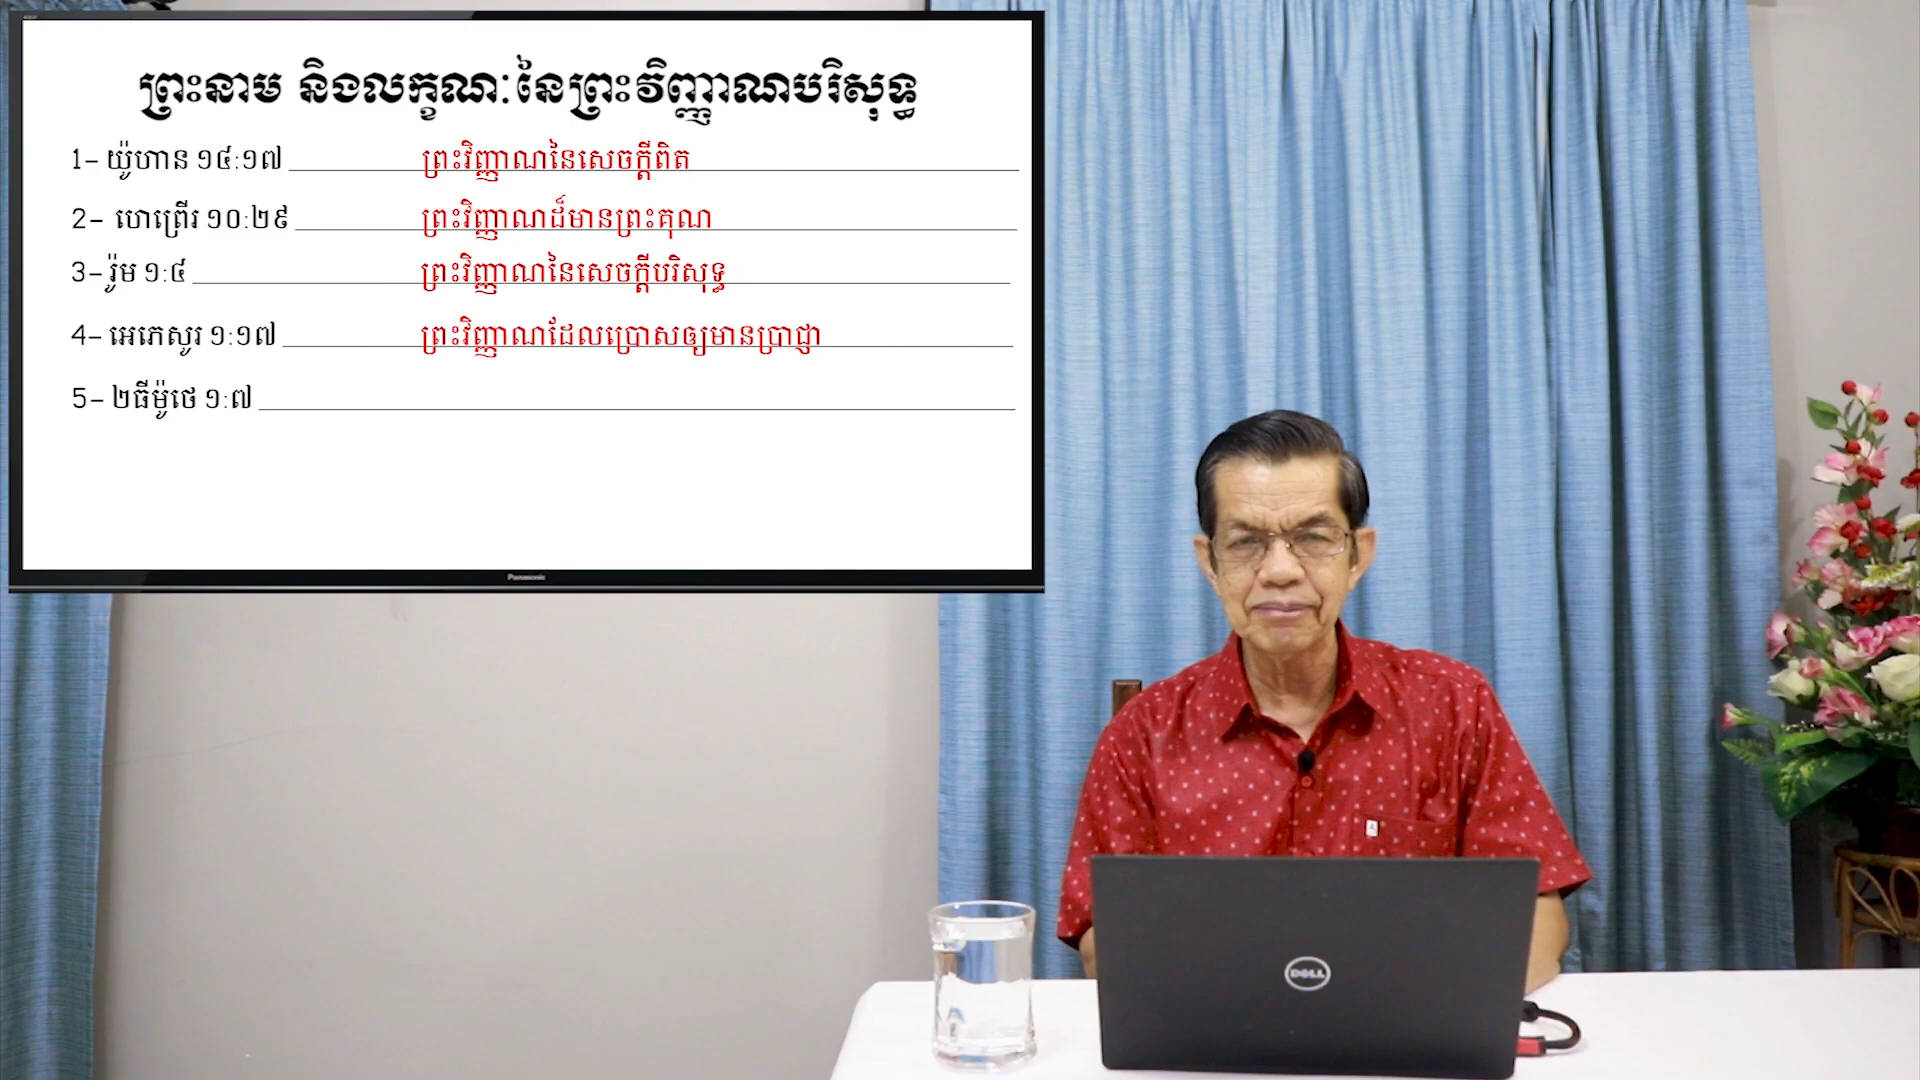 ព្រះនាម និងលក្ខណៈនៃព្រះវិញ្ញាណបរិសុទ្ធ
1- យ៉ូហាន ១៤:១៧ ព្រះវិញ្ញាណនៃសេចក្តីពិត
2- ហេព្រើរ ១០:២៩ ព្រះវិញ្ញាណដ៏មានព្រះគុណ
3- រ៉ូម ១:៤ ព្រះវិញ្ញាណនៃសេចក្តីបរិសុទ្ធ
4- អេភេសូរ ១:១៧ ព្រះវិញ្ញាណដែលប្រោសឲ្យមានប្រាជ្ញា
5- ២ធីម៉ូថេ ១:៧
Panasonic
DELL